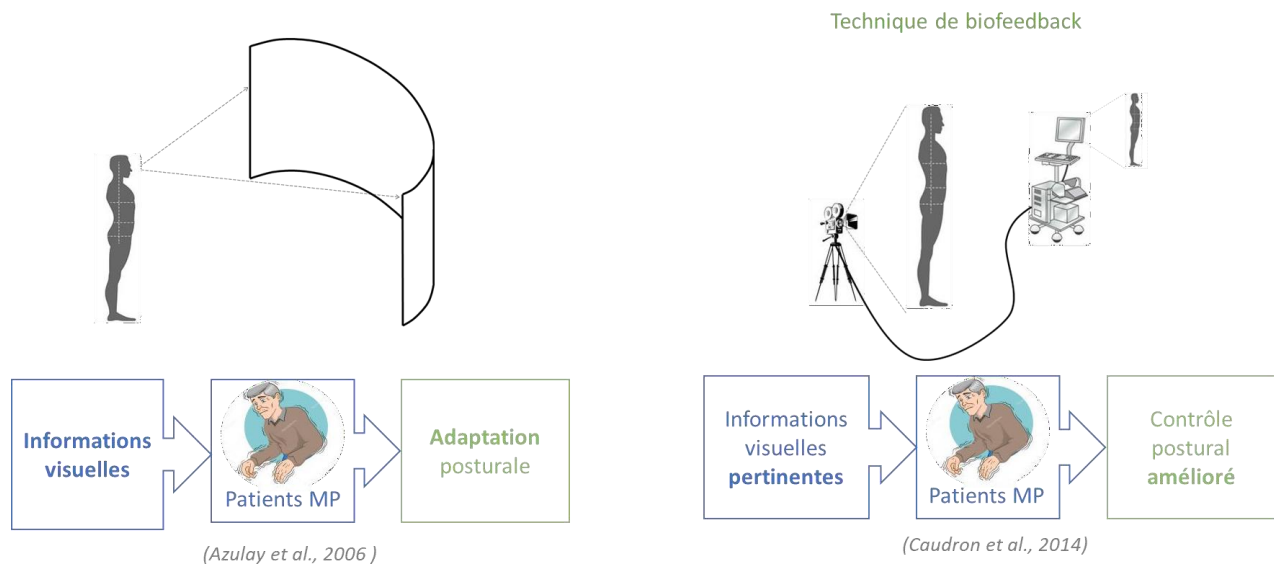 Technique de biofeedback
Informations
visuelles
Patients MP
Adaptation
posturale
(Azulay et al., 2006 )
Informations
visuelles
pertinentes
Patients MP
Contrôle
postural
amélioré
(Caudron et al., 2014)